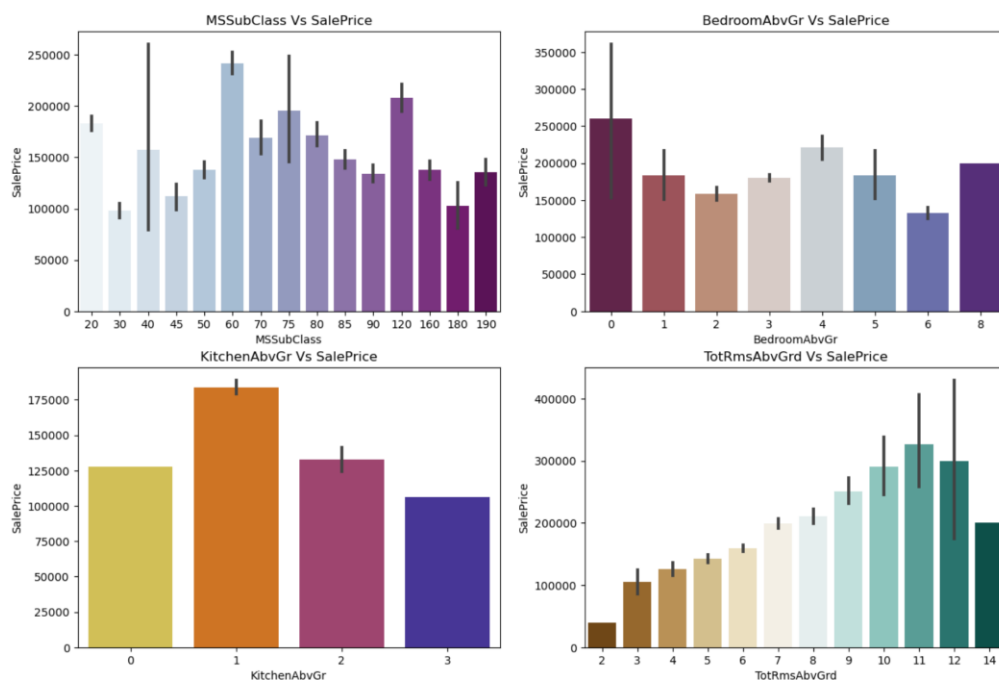 MSSubClass Vs SalePrice
SalePrice
250000
200000
150000
100000
50000
0
20 30 40 45 50 60 70 75 80 85 90 120 160 180 190
MSSubClass
BedroomAbvGr Vs SalePrice
SalePrice
350000
300000
250000
200000
150000
100000
50000
0
0 1 2 3 4 5 6 8
BedroomAbvGr
KitchenAbvGr Vs SalePrice
SalePrice
175000
150000
125000
100000
75000
50000
25000
0
0 1 2 3
KitchenAbvGr
TotRmsAbvGrd Vs SalePrice
SalePrice
400000
300000
200000
100000
0
2 3 4 5 6 7 8 9 10 11 12 14
TotRmsAbvGrd